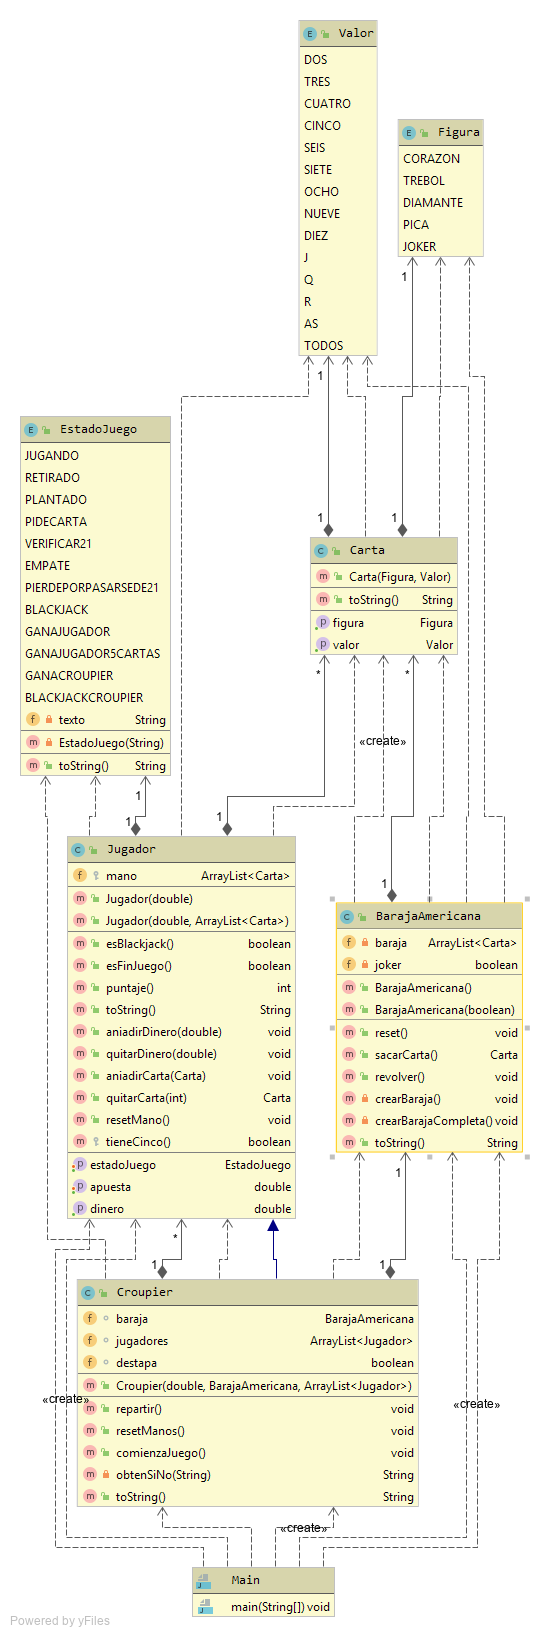 Valor
DOS
TRES
CUATRO
CINCO
SEIS
SIETE
OCHO
NUEVE
DIEZ
J
Q
R
AS
TODOS
Figura
CORAZON
TREBOL
DIAMANTE
PICA
JOKER
1
1
EstadoJuego
JUGANDO
RETIRADO
PLANTADO
PIDECARTA
VERIFICAR21
EMPATE
PIERDEPORPASARSEDE21
BLACKJACK
GANAJUGADOR
GANAJUGADOR5CARTAS
GANACROUPIER
BLACKJACKCROUPIER
texto String
EstadoJuego(String)
toString() String
1
1
Carta
Carta(Figura, Valor)
toString() String
figura Figura
valor Valor
*
*
«create»
1
1
1
1
Jugador
mano ArrayList<Carta>
Jugador(double)
Jugador(double, ArrayList<Carta>)
esBlackjack() boolean
esFinJuego() boolean
puntaje() int
toString() String
aniadirDinero(double) void
quitarDinero(double) void
aniadirCarta(Carta) void
quitarCarta(int) Carta
resetMano() void
tieneCinco() boolean
estadoJuego EstadoJuego
apuesta double
dinero double
BarajaAmericana
baraja ArrayList<Carta>
joker boolean
BarajaAmericana()
BarajaAmericana(boolean)
reset() void
sacarCarta() Carta
revolver() void
crearBaraja() void
crearBarajaCompleta() void
toString() String
1
*
1
1
Croupier
baraja BarajaAmericana
jugadores ArrayList<Jugador>
destapa boolean
Croupier(double, BarajaAmericana, ArrayList<Jugador>)
repartir() void
resetManos() void
comienzaJuego() void
obtenSiNo(String) String
toString() String
«create»
«create»
«create»
Main
main(String[]) void
Powered by yFiles